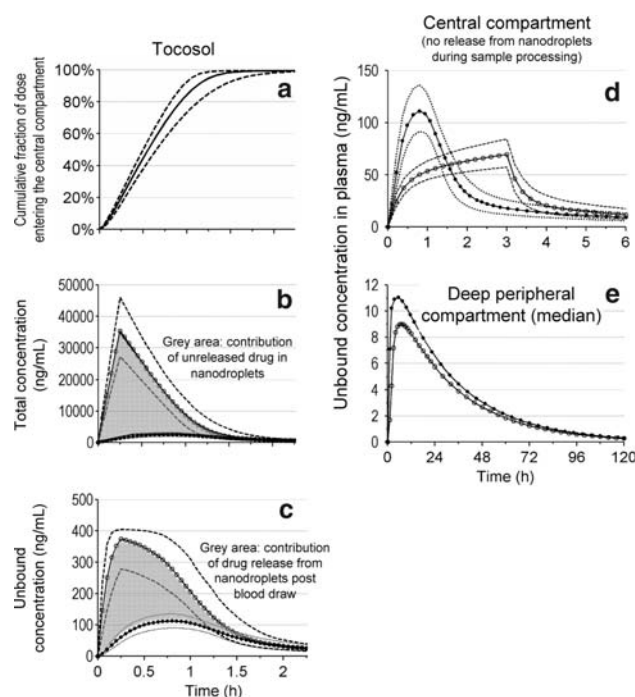 Tocosol
Cumulative fraction of dose
entering the central compartment
100%
80%
60%
40%
20%
0%
a
Total concentration
(ng/mL)
50000
40000
30000
20000
10000
0
b
Grey area: contribution
of unreleased drug in
nanodroplets
Unbound
concentration (ng/mL)
500
400
300
200
100
0
c
Grey area: contribution
of drug release from
nanodroplets post
blood draw
0
0.5
1
1.5
2
Time (h)
Central compartment
(no release from nanodroplets
during sample processing)
Unbound concentration in plasma (ng/mL)
150
100
50
0
d
0
1
2
3
4
5
6
12
10
8
6
4
2
0
e
Deep peripheral
compartment (median)
0
24
48
72
96
120
Time (h)